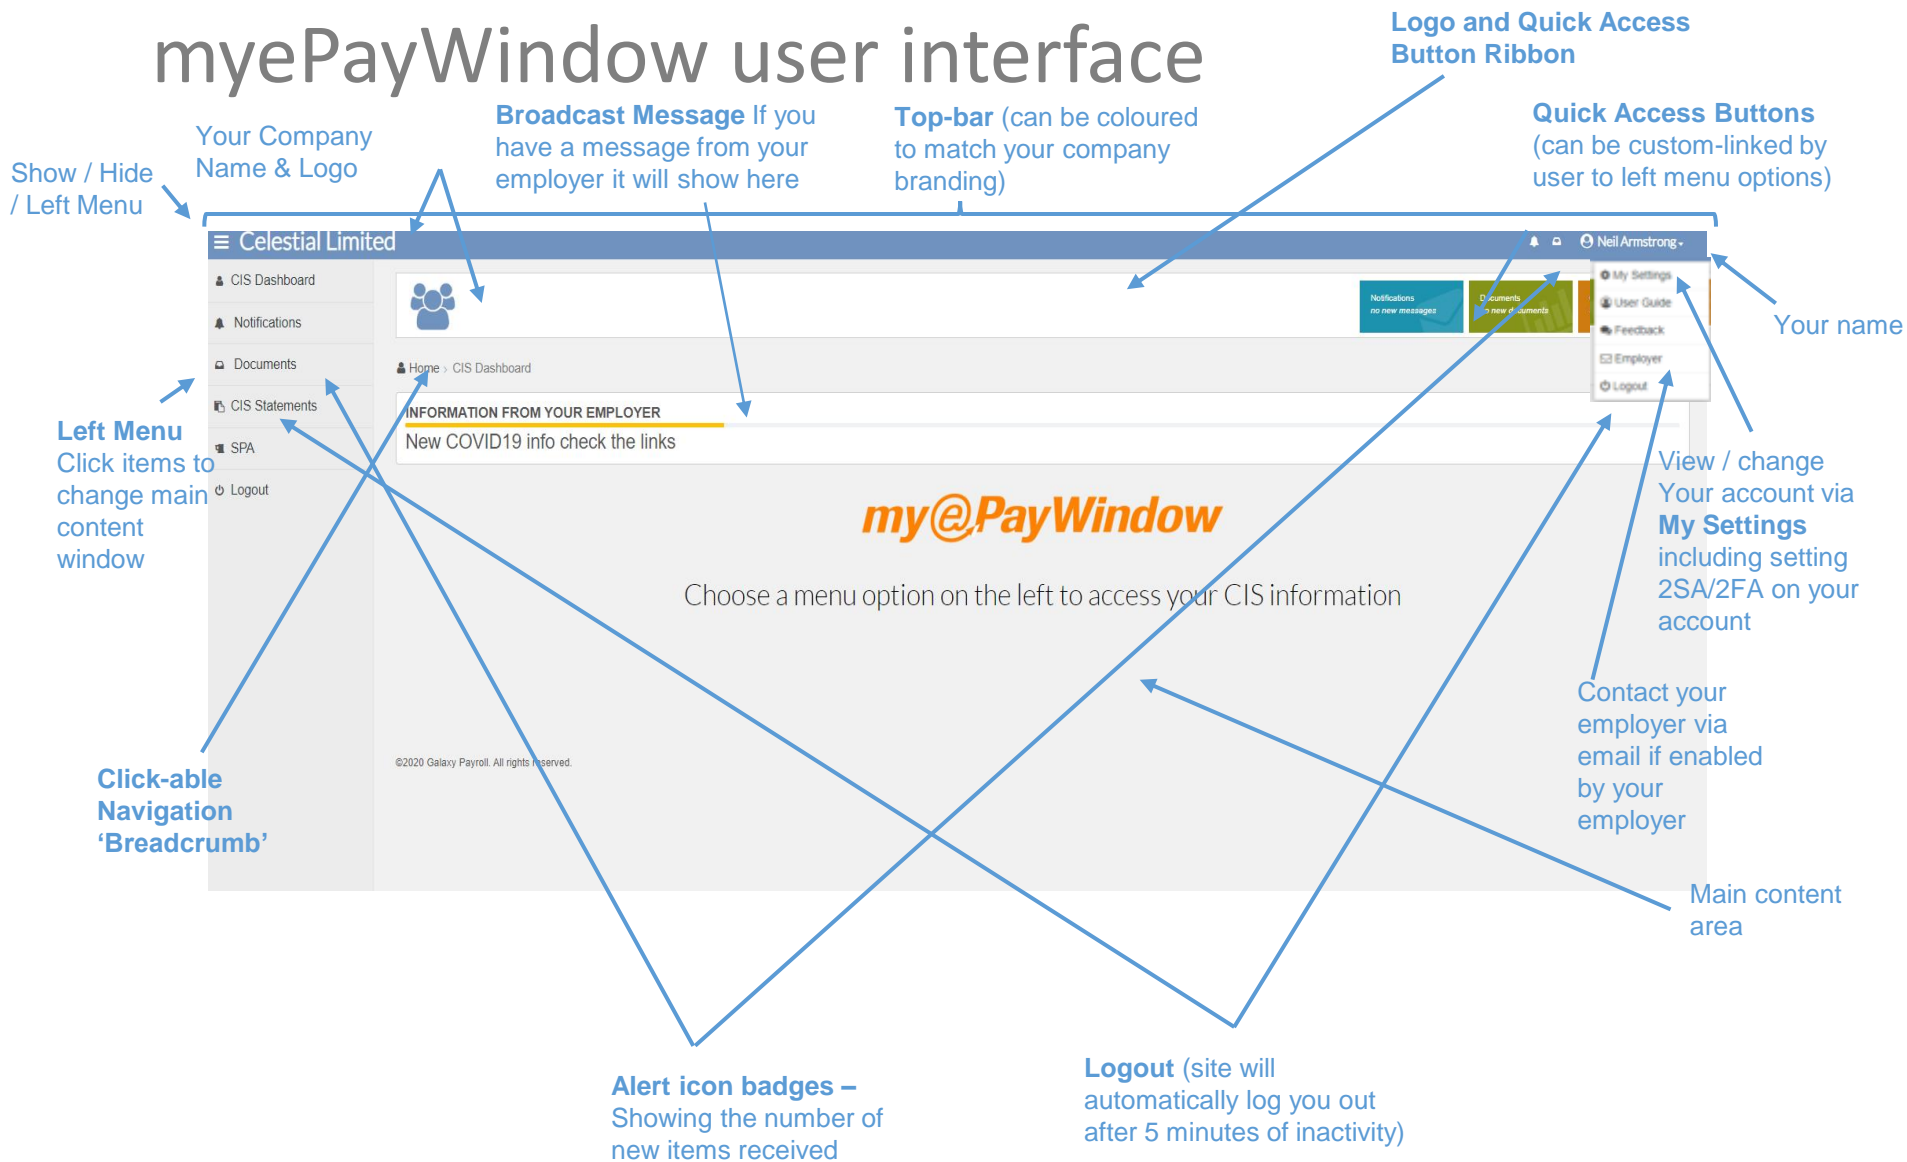 myePayWindow user interface
Logo and Quick Access
Button Ribbon
Your Company
Name & Logo
Broadcast Message If you
have a message from your
employer it will show here
Top-bar (can be coloured
to match your company
branding)
Quick Access Buttons
(can be custom-linked by
user to left menu options)
Show / Hide
/ Left Menu
Celestial Limited
Neil Armstrong
CIS Dashboard
Notifications
Documents
CIS Statements
SPA
Logout
Notifications
no new messages
Documents
no new documents
My Settings
User Guide
Feedback
Employer
Logout
Your name
Home › CIS Dashboard
INFORMATION FROM YOUR EMPLOYER
New COVID19 info check the links
Left Menu
Click items to
change main
content
window
my@PayWindow
Choose a menu option on the left to access your CIS information
View / change
Your account via
My Settings
including setting
2SA/2FA on your
account
Contact your
employer via
email if enabled
by your
employer
©2020 Galaxy Payroll. All rights reserved.
Click-able
Navigation
‘Breadcrumb’
Main content
area
Alert icon badges –
Showing the number of
new items received
Logout (site will
automatically log you out
after 5 minutes of inactivity)